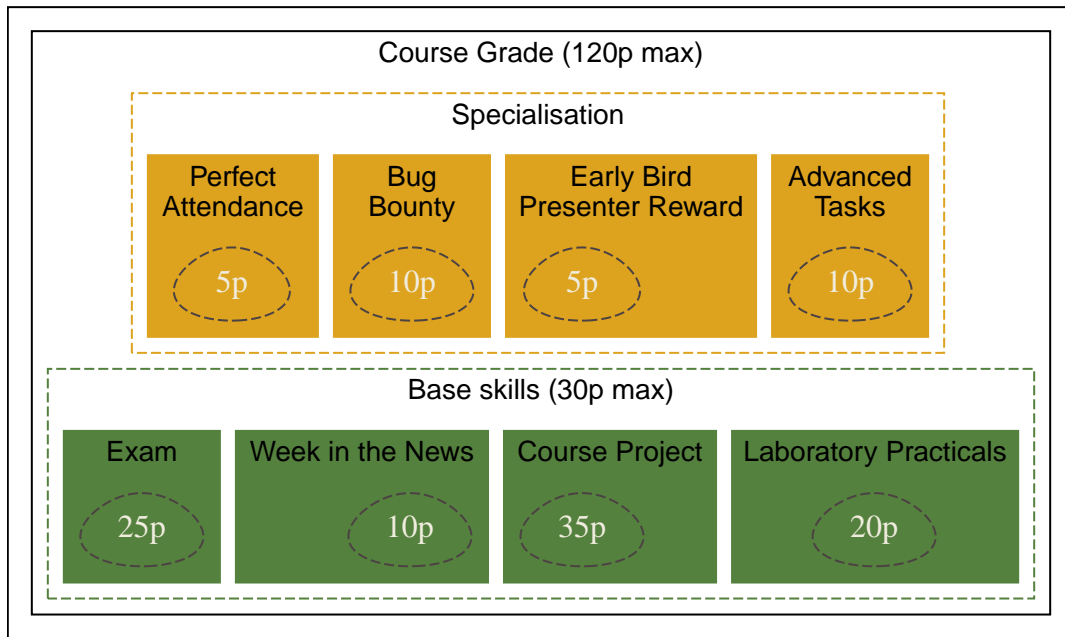 Course Grade (120p max)
Specialisation
Perfect
Attendance
5p
Bug
Bounty
10p
Early Bird
Presenter Reward
5p
Advanced
Tasks
10p
Base skills (30p max)
Exam
25p
Week in the News
10p
Course Project
35p
Laboratory Practicals
20p